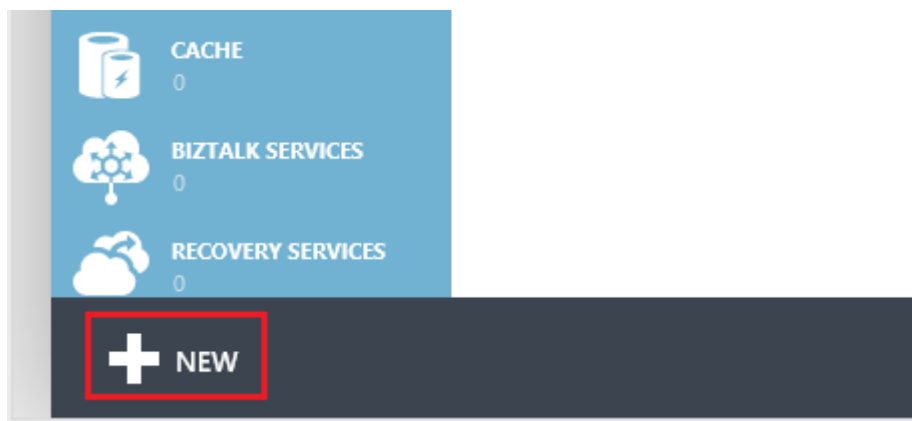 CACHE
0
BIZTALK SERVICES
0
RECOVERY SERVICES
0
NEW